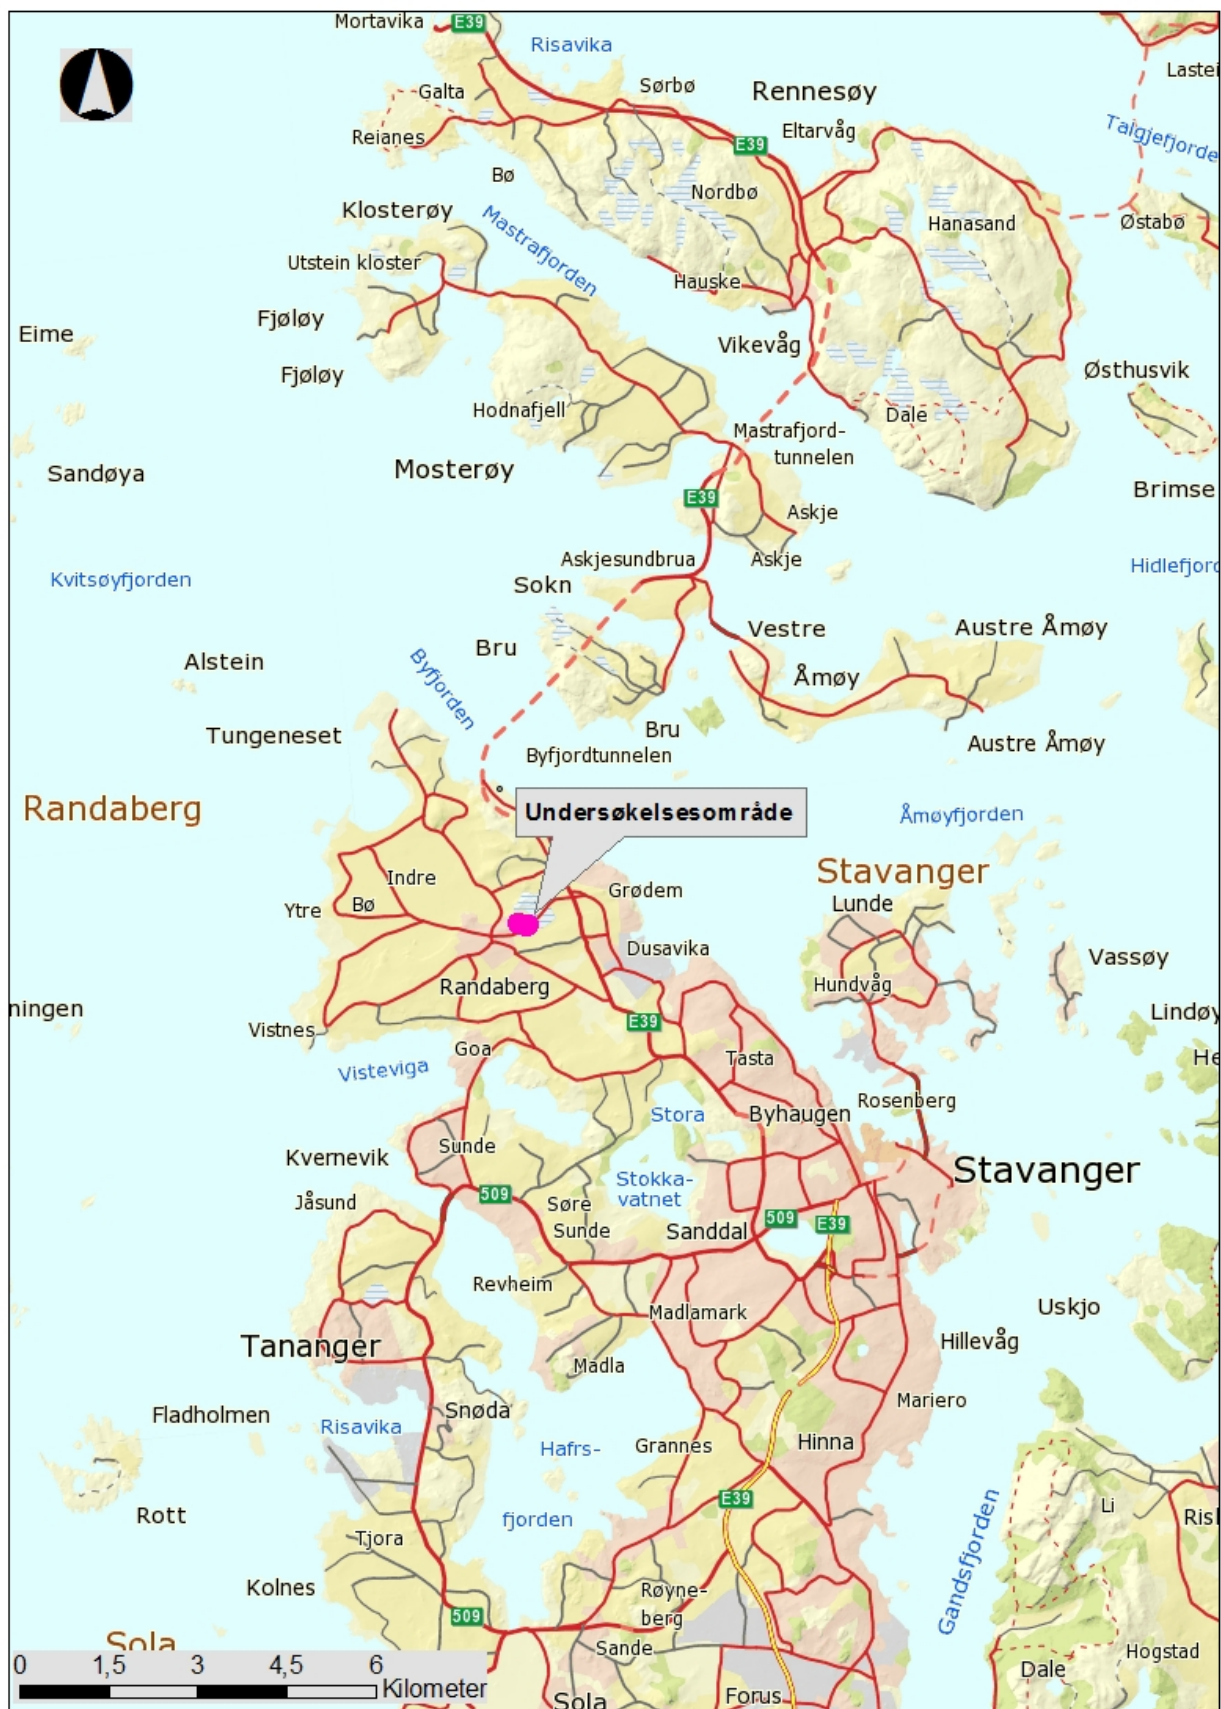 Mortavika
E39
Risavika
Lastei
Galta
Sørbø
Rennesøy
Talgjefjorde
Reianes
E39
Eltarvåg
Bø
Nordbø
Klosterøy
Mastrafjorden
Hanasand
Østabø
Utstein kloster
Hauske
Eime
Fjøløy
Vikevåg
Fjøløy
Østhusvik
Hodnafjell
Dale
Mastrafjord-
tunnelen
Sandøya
Mosterøy
Brimse
E39
Askje
Askjesundbrua
Askje
Kvitsøyfjorden
Sokn
Hidlefjord
Vestre
Austre Åmøy
Bru
Alstein
Byfjorden
Åmøy
Tungeneset
Bru
Austre Åmøy
Byfjordtunnelen
Randaberg
Undersøkelsesområde
Åmøyfjorden
Stavanger
Indre
Grødem
Ytre
Bø
Lunde
Dusavika
Vassøy
Randaberg
Hundvåg
ningen
Lindøy
Vistnes
E39
Goa
Tasta
He
Visteviga
Stora
Byhaugen
Rosenberg
Sunde
Kvernevik
Stavanger
Stokka-
vatnet
Jåsund
509
Søre
Sunde
Sanddal
509
E39
Revheim
Madlamark
Uskjo
Tananger
Hillevåg
Madla
Mariero
Fladholmen
Snøda
Risavika
Hafrs-
Grannes
Hinna
E39
Rott
fjorden
Gandsfjorden
Li
Risl
Tjora
Kolnes
Røyne-
berg
509
Sola
Sande
Hogstad
Dale
0 1,5 3 4,5 6
Kilometer
Sola
Forus